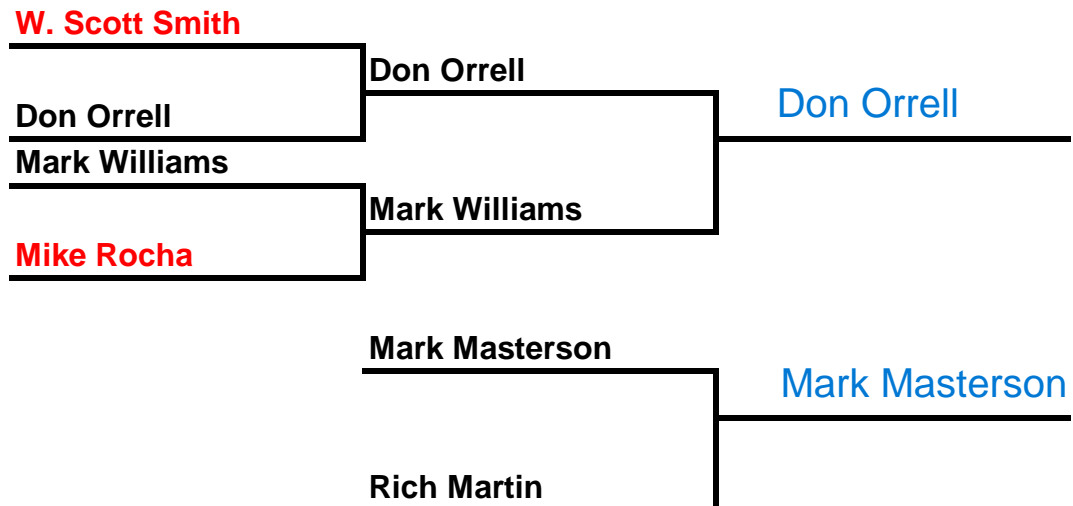 W. Scott Smith
Don Orrell
Don Orrell
Don Orrell
Mark Williams
Mark Williams
Mike Rocha
Mark Masterson
Mark Masterson
Rich Martin